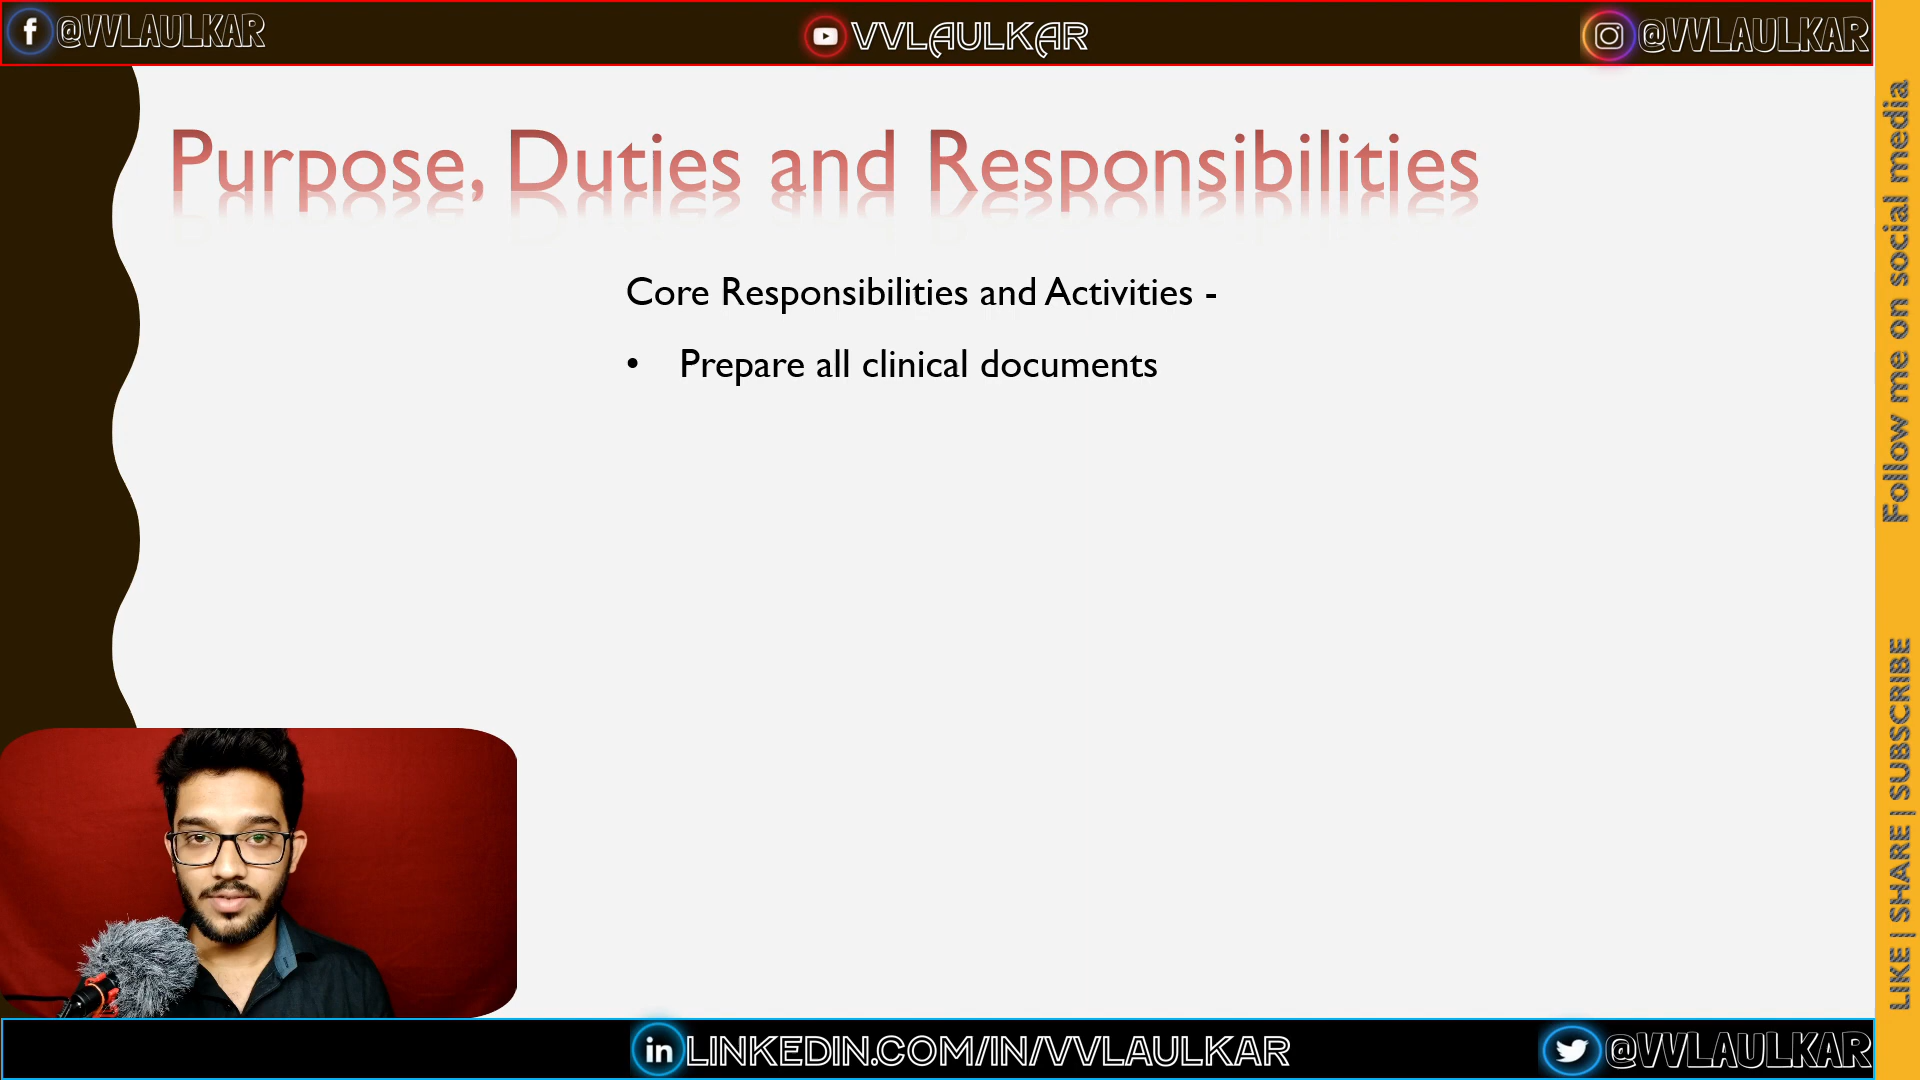 @VVLAULKAR
VVLAULKAR
@VVLAULKAR
Purpose, Duties and Responsibilities
Core Responsibilities and Activities -
• Prepare all clinical documents
Follow me on social media
LIKE | SHARE | SUBSCRIBE
LINKEDIN.COM/IN/VVLAULKAR
@VVLAULKAR